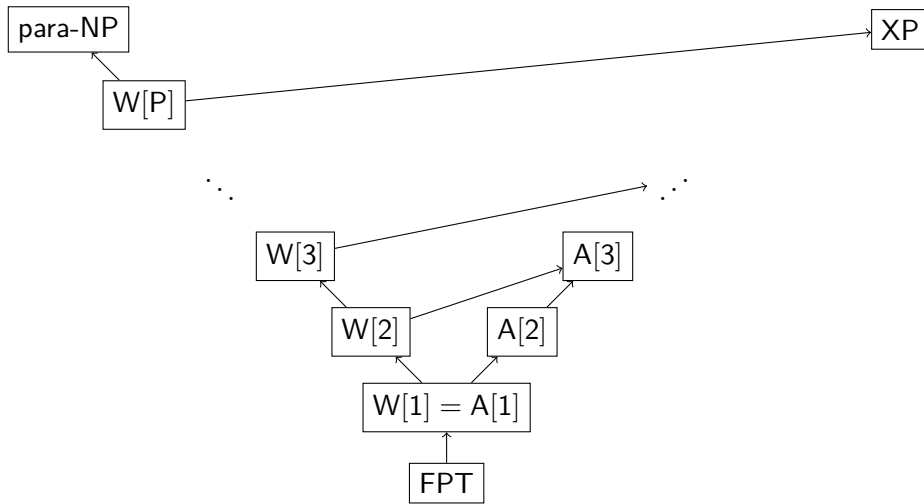 para-NP
XP
W[P]
⋱
⋰
W[3]
A[3]
W[2]
A[2]
W[1] = A[1]
FPT